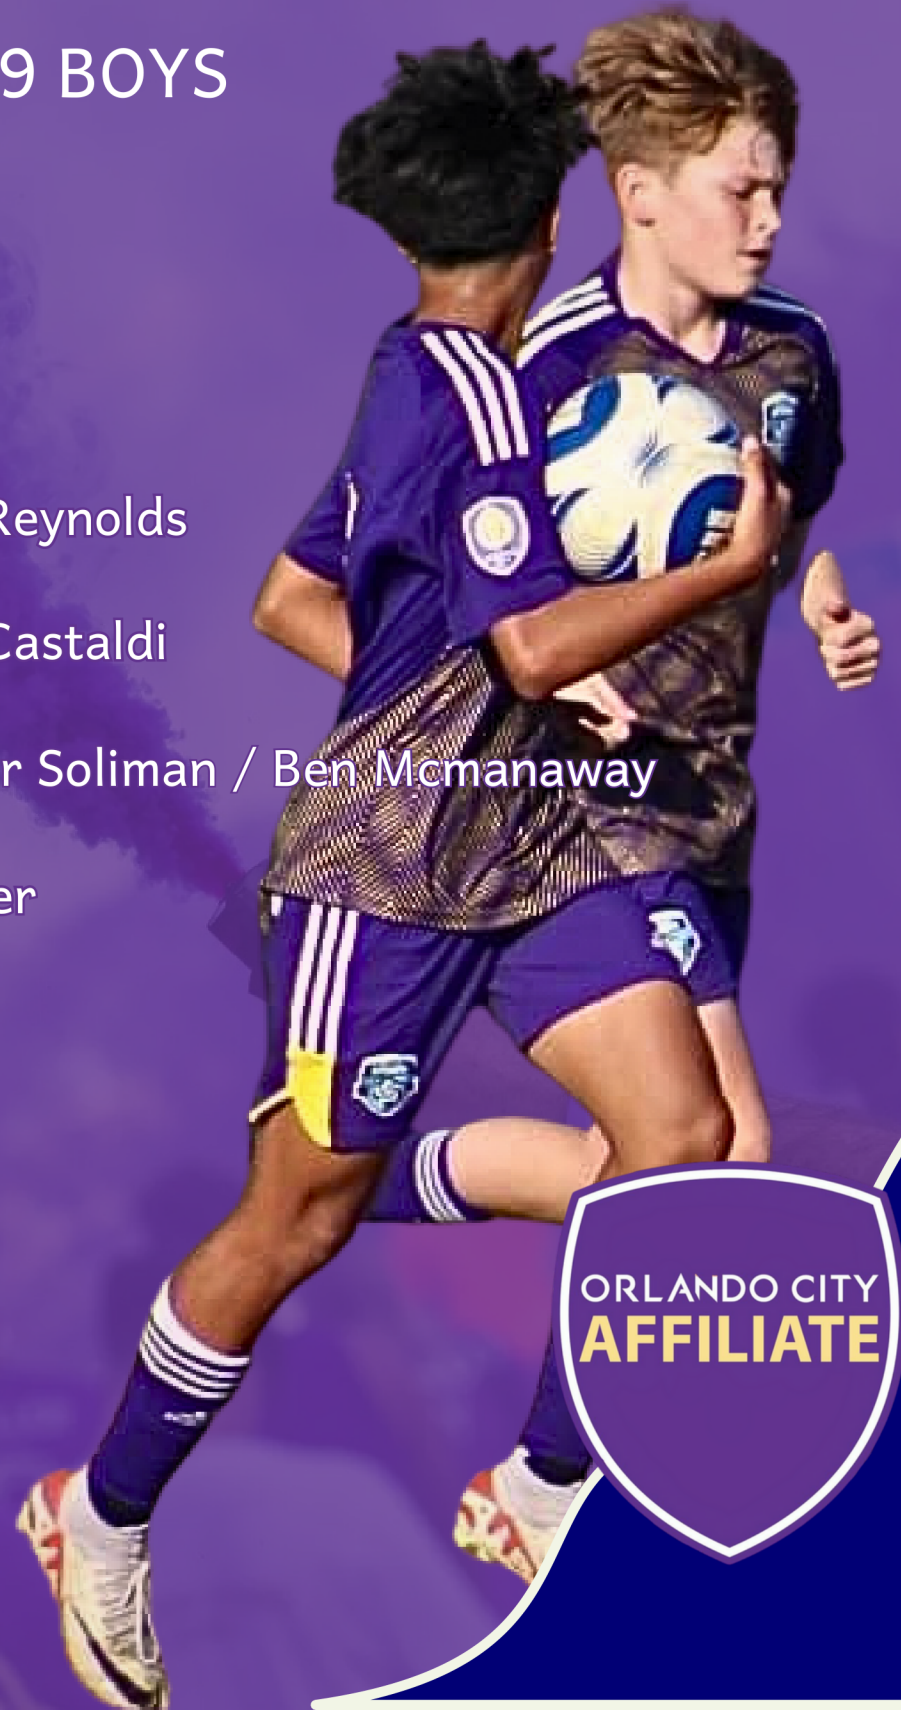 9 BOYS
Reynolds
Castaldi
r Soliman / Ben Mcmanaway
er
ORLANDO CITY
AFFILIATE